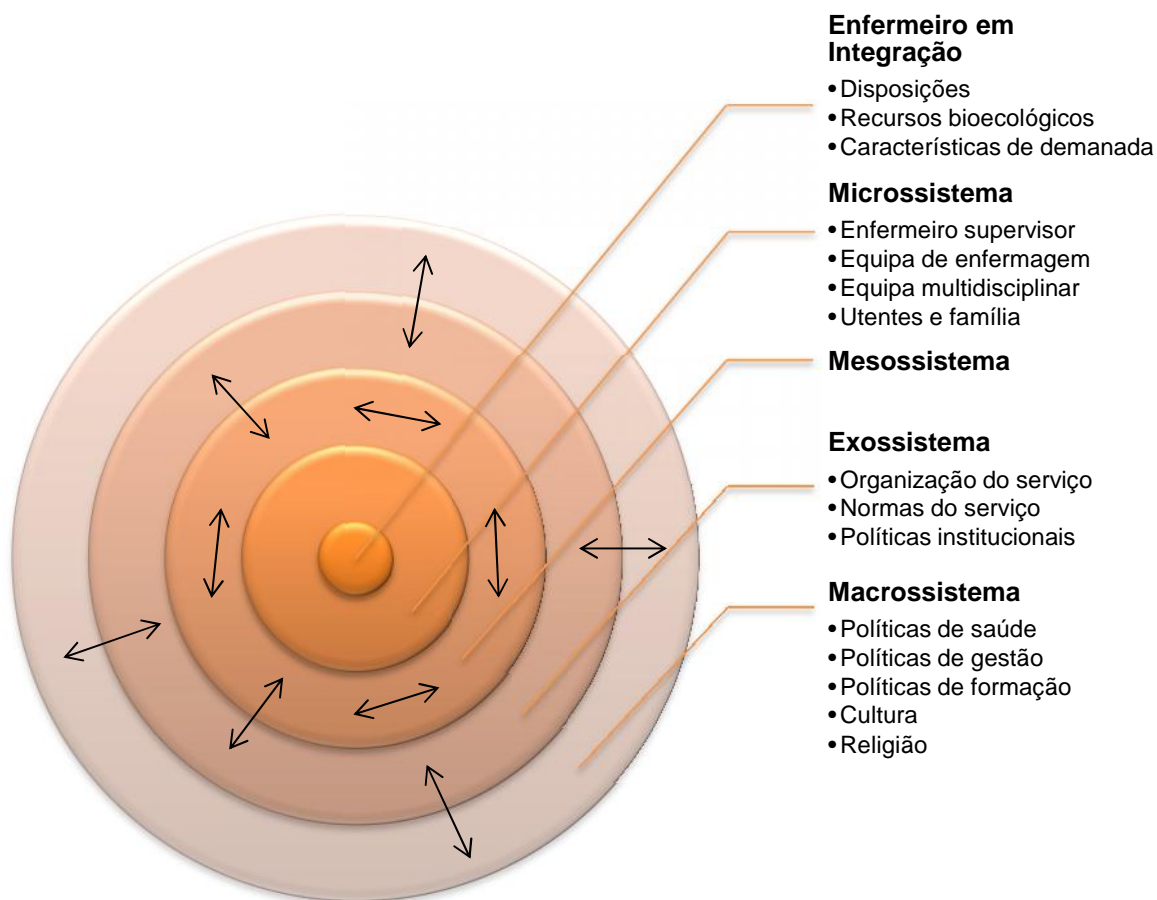 Enfermeiro em
Integração
•Disposições
•Recursos bioecológicos
•Características de demanada
Microssistema
•Enfermeiro supervisor
•Equipa de enfermagem
•Equipa multidisciplinar
•Utentes e família
Mesossistema
Exossistema
•Organização do serviço
•Normas do serviço
•Políticas institucionais
Macrossistema
•Políticas de saúde
•Políticas de gestão
•Políticas de formação
•Cultura
•Religião